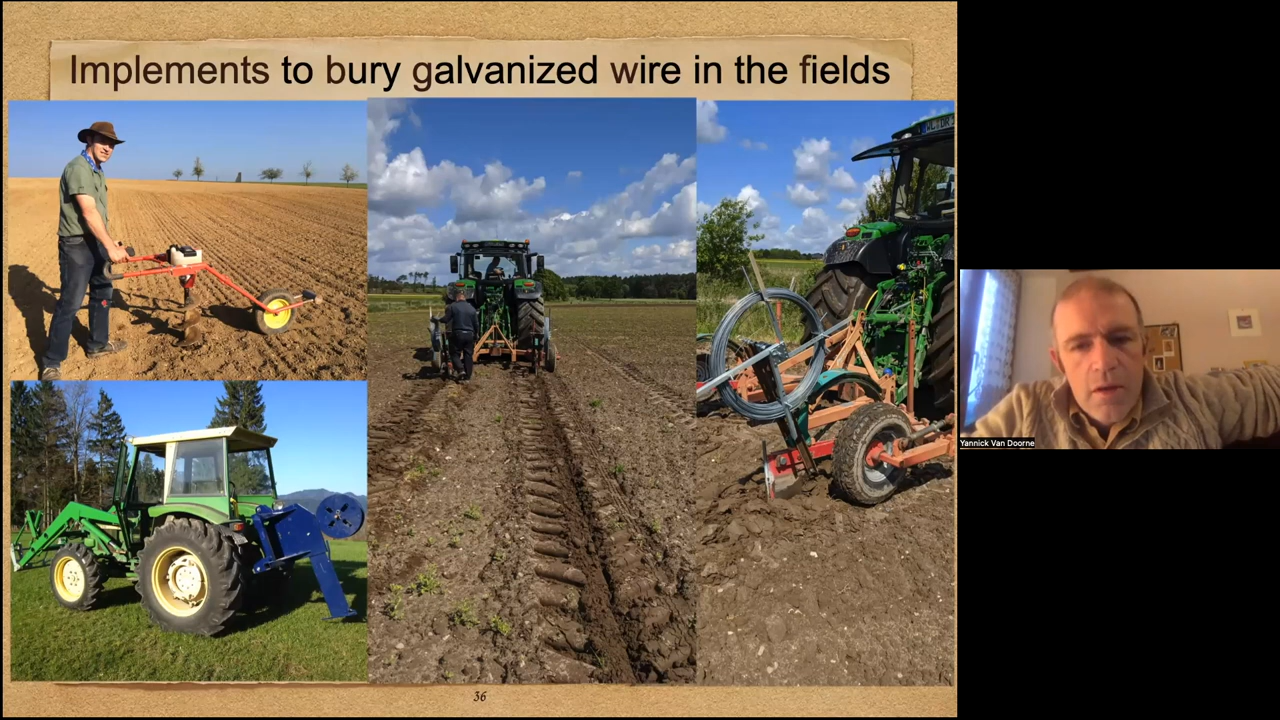 Implements to bury galvanized wire in the fields
36
Yannick Van Doorne